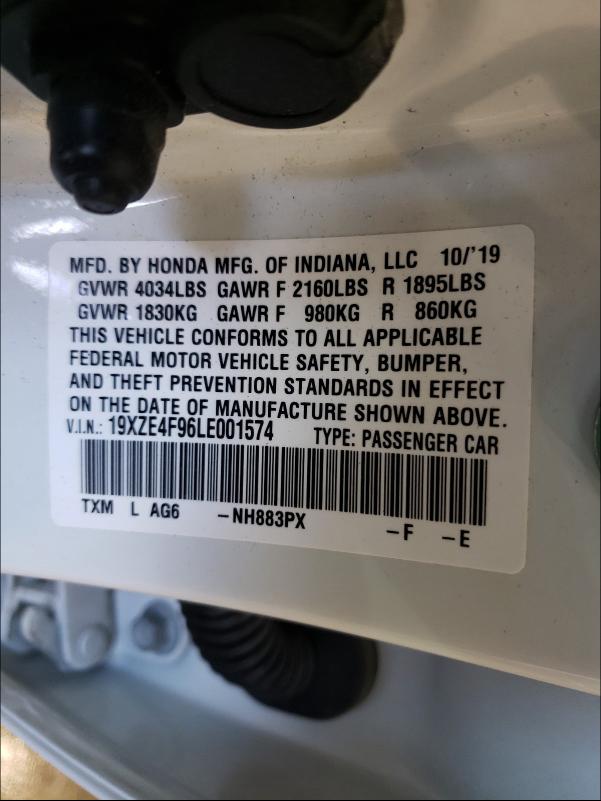 MFD. BY HONDA MFG. OF INDIANA, LLC 10/'19
GVWR 4034LBS GAWR F 2160LBS R 1895LBS
GVWR 1830KG GAWR F 980KG R 860KG
THIS VEHICLE CONFORMS TO ALL APPLICABLE
FEDERAL MOTOR VEHICLE SAFETY, BUMPER,
AND THEFT PREVENTION STANDARDS IN EFFECT
ON THE DATE OF MANUFACTURE SHOWN ABOVE.
V.I.N.: 19XZE4F96LE001574 TYPE: PASSENGER CAR
TXM L AG6 -NH883PX -F -E